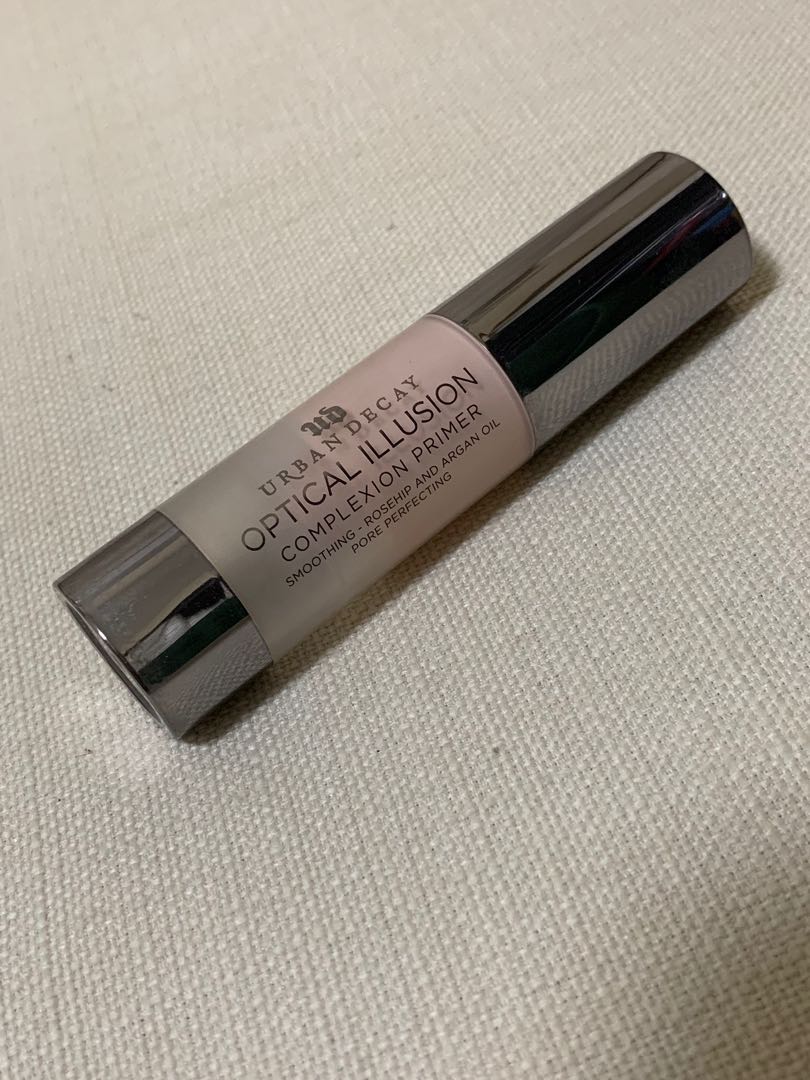 UD
URBAN DECAY
OPTICAL ILLUSION
COMPLEXION PRIMER
SMOOTHING - ROSEHIP AND ARGAN OIL
PORE PERFECTING